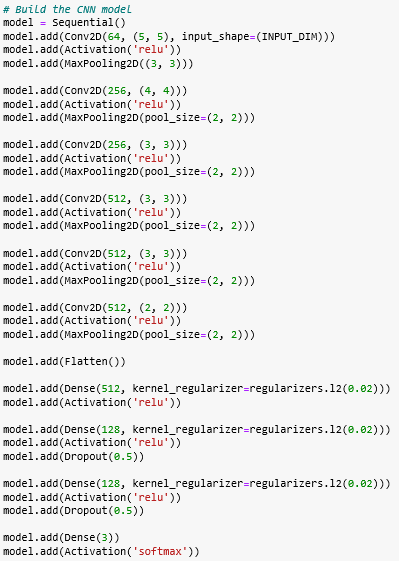 # Build the CNN model
model = Sequential()
model.add(Conv2D(64, (5, 5), input_shape=(INPUT_DIM)))
model.add(Activation('relu'))
model.add(MaxPooling2D((3, 3)))

model.add(Conv2D(256, (4, 4)))
model.add(Activation('relu'))
model.add(MaxPooling2D(pool_size=(2, 2)))

model.add(Conv2D(256, (3, 3)))
model.add(Activation('relu'))
model.add(MaxPooling2D(pool_size=(2, 2)))

model.add(Conv2D(512, (3, 3)))
model.add(Activation('relu'))
model.add(MaxPooling2D(pool_size=(2, 2)))

model.add(Conv2D(512, (3, 3)))
model.add(Activation('relu'))
model.add(MaxPooling2D(pool_size=(2, 2)))

model.add(Conv2D(512, (2, 2)))
model.add(Activation('relu'))
model.add(MaxPooling2D(pool_size=(2, 2)))

model.add(Flatten())

model.add(Dense(512, kernel_regularizer=regularizers.l2(0.02)))
model.add(Activation('relu'))

model.add(Dense(128, kernel_regularizer=regularizers.l2(0.02)))
model.add(Activation('relu'))
model.add(Dropout(0.5))

model.add(Dense(128, kernel_regularizer=regularizers.l2(0.02)))
model.add(Activation('relu'))
model.add(Dropout(0.5))

model.add(Dense(3))
model.add(Activation('softmax'))